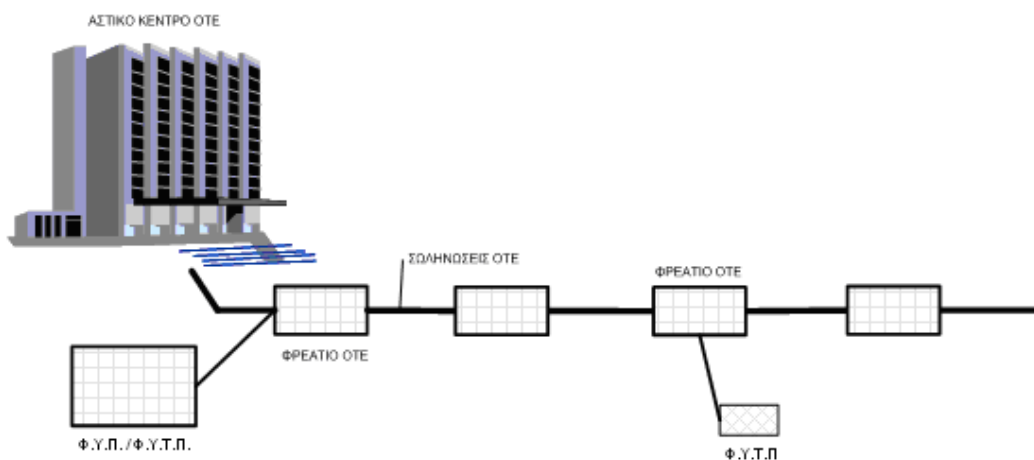 ΑΣΤΙΚΟ ΚΕΝΤΡΟ ΟΤΕ
ΣΩΛΗΝΩΣΕΙΣ ΟΤΕ
ΦΡΕΑΤΙΟ ΟΤΕ
ΦΡΕΑΤΙΟ ΟΤΕ
Φ.Υ.Π. /Φ.Υ.Τ.Π.
Φ.Υ.Τ.Π